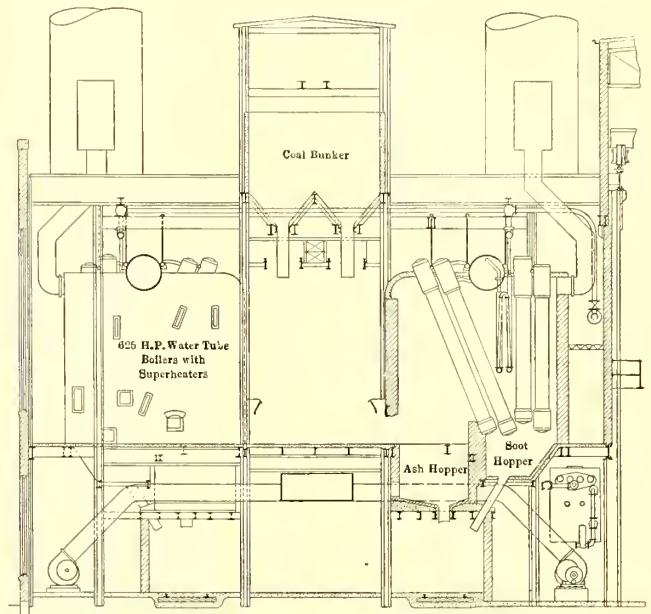 Coal Bunker
625 H.P. Water Tube
Boilers with
Superheaters
Ash Hopper
Soot
Hopper